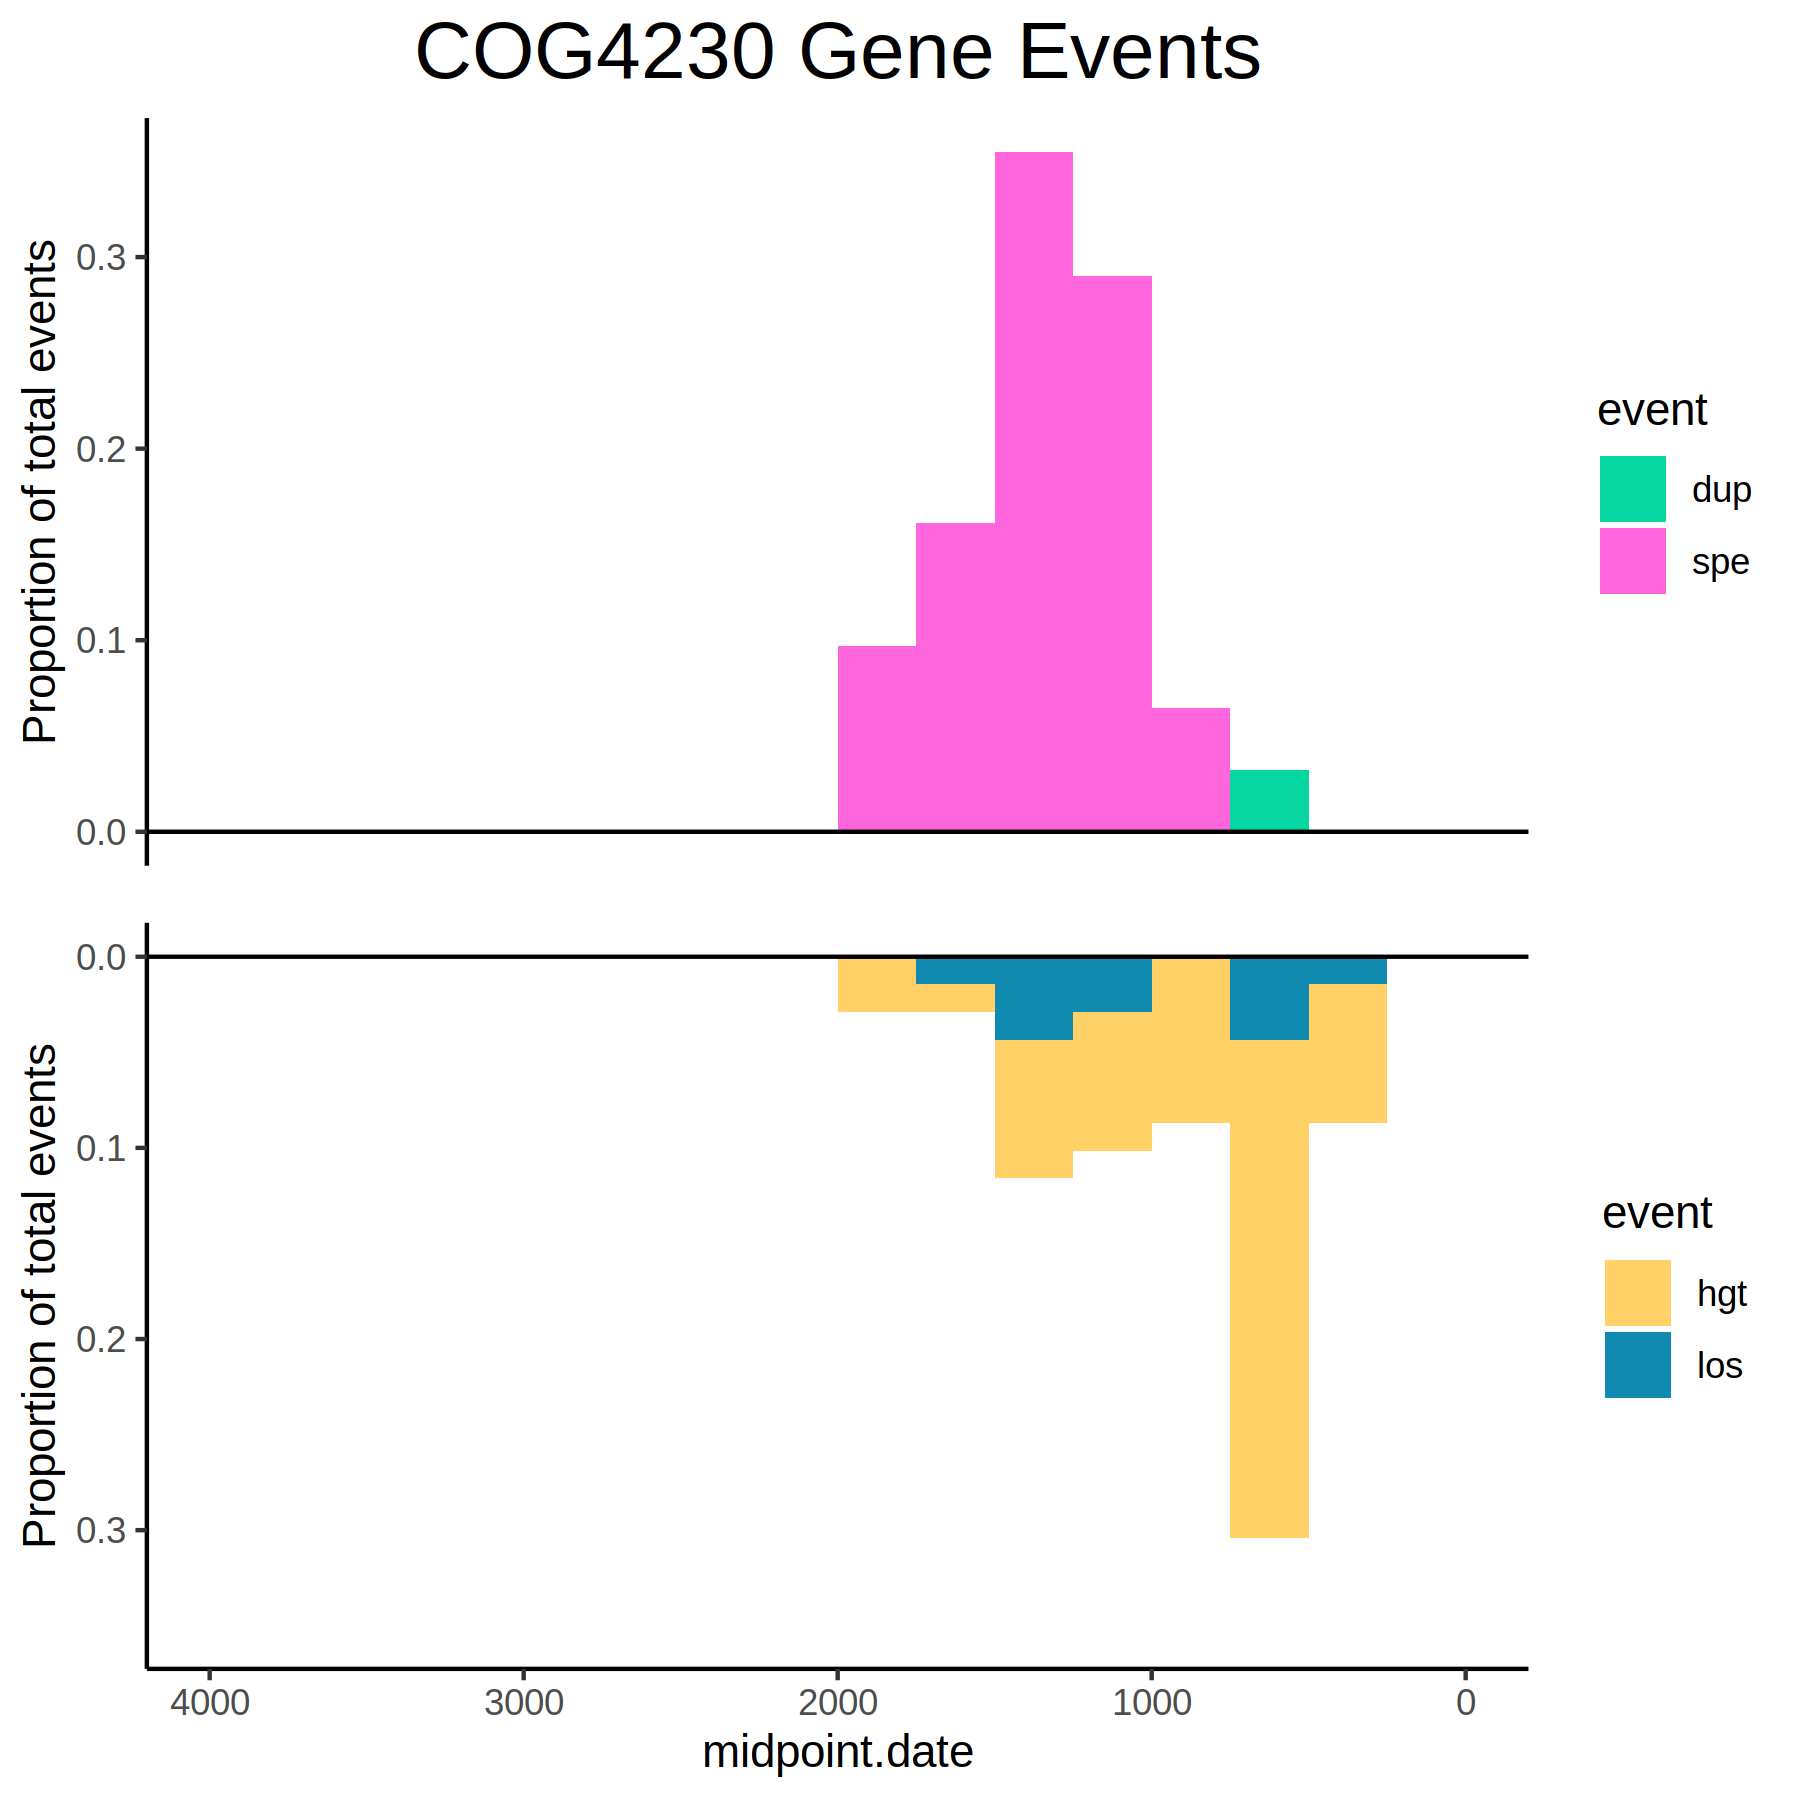 COG4230 Gene Events
Proportion of total events
0.3
0.2
0.1
0.0
event
dup
spe
Proportion of total events
0.0
0.1
0.2
0.3
event
hgt
los
4000 3000 2000 1000 0
midpoint.date